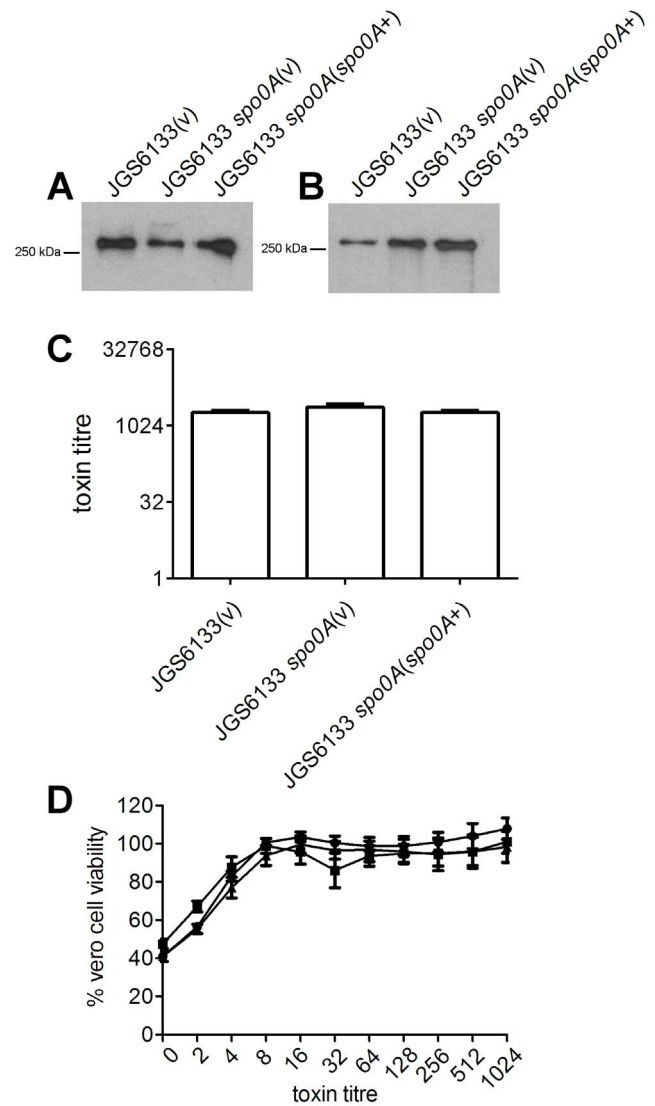 A
JGS6133(v)
JGS6133 spo0A(v)
JGS6133 spo0A(spo0A+)
250 kDa
B
JGS6133(v)
JGS6133 spo0A(v)
JGS6133 spo0A(spo0A+)
250 kDa
C
toxin titre
32768
1024
32
1
JGS6133(v)
JGS6133 spo0A(v)
JGS6133 spo0A(spo0A+)
D
% vero cell viability
120
100
80
60
40
20
0
0 2 4 8 16 32 64 128 256 512 1024
toxin titre